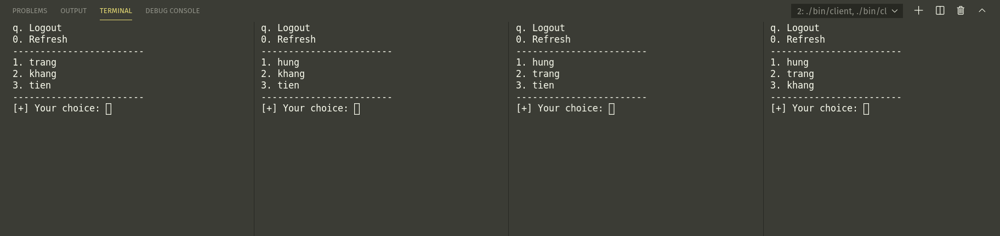 PROBLEMS OUTPUT TERMINAL DEBUG CONSOLE 2: ./bin/client, ./bin/cl
q. Logout
0. Refresh
------------------------
1. trang
2. khang
3. tien
------------------------
[+] Your choice:
q. Logout
0. Refresh
------------------------
1. hung
2. khang
3. tien
------------------------
[+] Your choice:
q. Logout
0. Refresh
------------------------
1. hung
2. trang
3. tien
------------------------
[+] Your choice:
q. Logout
0. Refresh
------------------------
1. hung
2. trang
3. khang
------------------------
[+] Your choice: